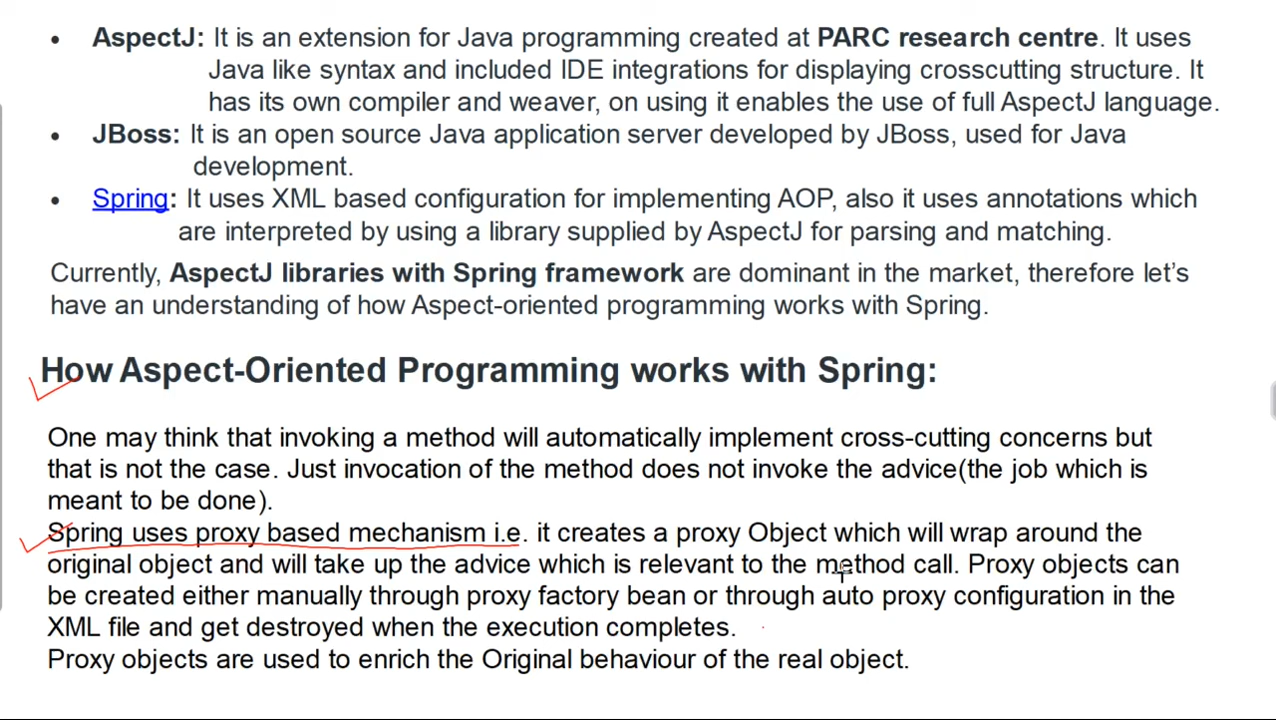 • AspectJ: It is an extension for Java programming created at PARC research centre. It uses
Java like syntax and included IDE integrations for displaying crosscutting structure. It
has its own compiler and weaver, on using it enables the use of full AspectJ language.
• JBoss: It is an open source Java application server developed by JBoss, used for Java
development.
• Spring: It uses XML based configuration for implementing AOP, also it uses annotations which
are interpreted by using a library supplied by AspectJ for parsing and matching.
Currently, AspectJ libraries with Spring framework are dominant in the market, therefore let’s
have an understanding of how Aspect-oriented programming works with Spring.
How Aspect-Oriented Programming works with Spring:
One may think that invoking a method will automatically implement cross-cutting concerns but
that is not the case. Just invocation of the method does not invoke the advice(the job which is
meant to be done).
Spring uses proxy based mechanism i.e. it creates a proxy Object which will wrap around the
original object and will take up the advice which is relevant to the method call. Proxy objects can
be created either manually through proxy factory bean or through auto proxy configuration in the
XML file and get destroyed when the execution completes.
Proxy objects are used to enrich the Original behaviour of the real object.